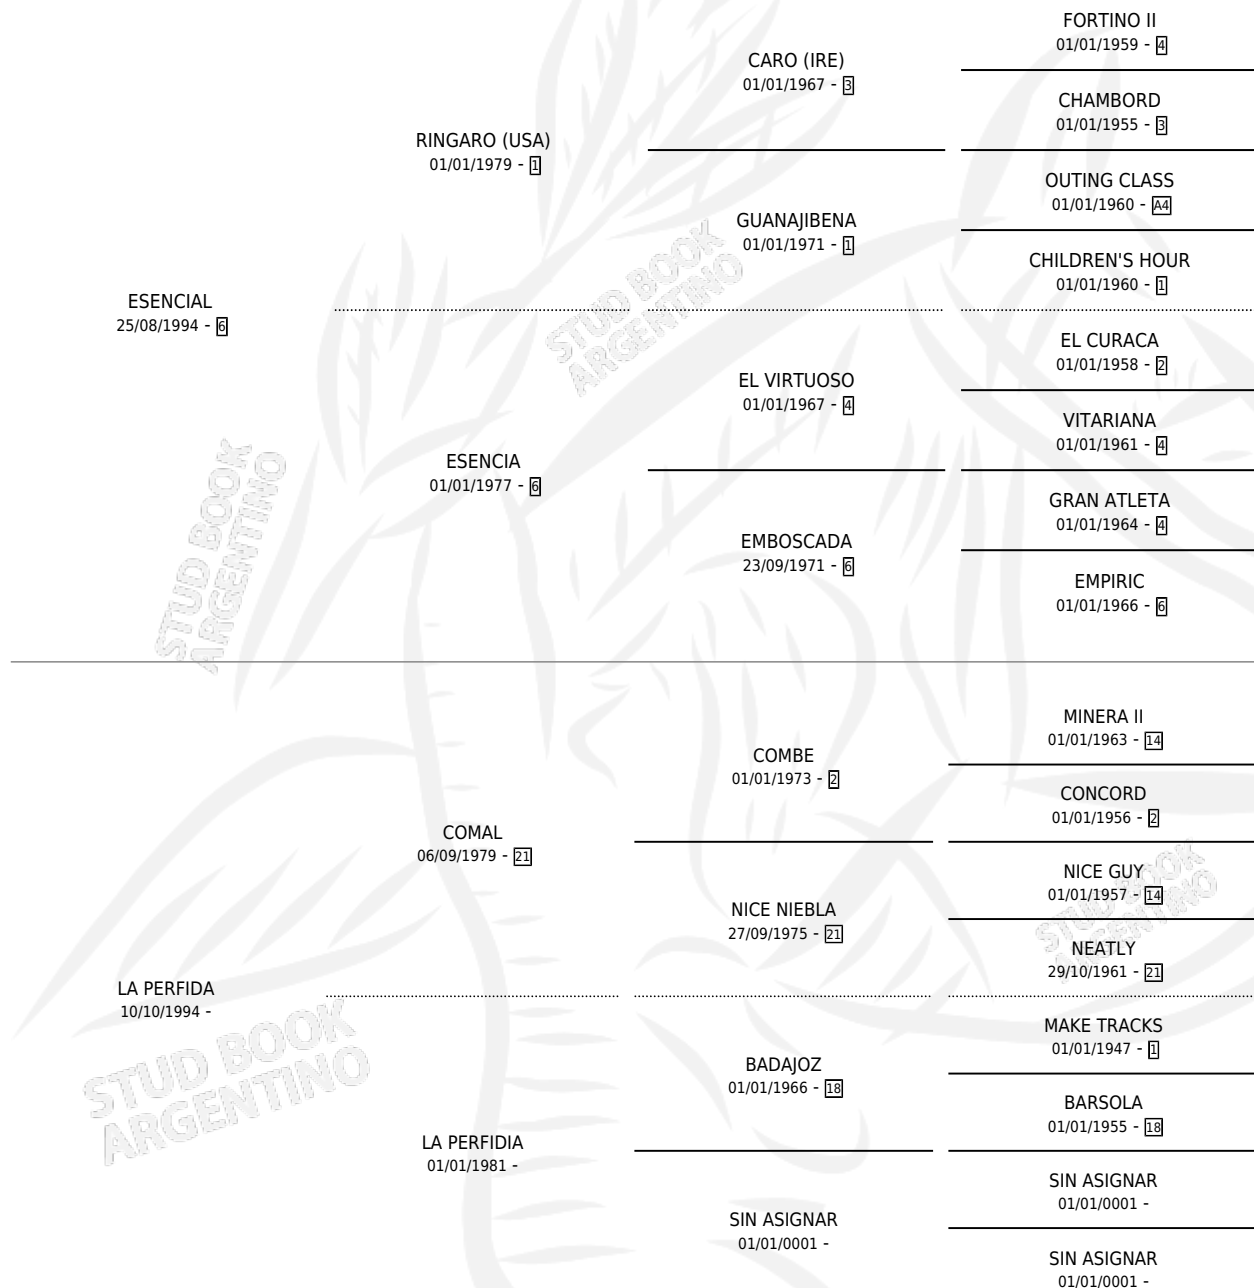 FORTINO II
01/01/1959 - 4
CARO (IRE)
01/01/1967 - 3
CHAMBORD
01/01/1955 - 3
RINGARO (USA)
01/01/1979 - 1
OUTING CLASS
01/01/1960 - A4
GUANAJIBENA
01/01/1971 - 1
CHILDREN'S HOUR
01/01/1960 - 1
ESENCIAL
25/08/1994 - 6
EL CURACA
01/01/1958 - 2
EL VIRTUOSO
01/01/1967 - 4
VITARIANA
01/01/1961 - 4
ESENCIA
01/01/1977 - 6
GRAN ATLETA
01/01/1964 - 4
EMBOSCADA
23/09/1971 - 6
EMPIRIC
01/01/1966 - 6
STUD BOOK
ARGENTINO
STUD BOOK
ARGENTINO
MINERA II
01/01/1963 - 14
COMBE
01/01/1973 - 2
CONCORD
01/01/1956 - 2
COMAL
06/09/1979 - 21
NICE GUY
01/01/1957 - 14
NICE NIEBLA
27/09/1975 - 21
NEATLY
29/10/1961 - 21
STUD BOOK
ARGENTINO
LA PERFIDA
10/10/1994 -
MAKE TRACKS
01/01/1947 - 1
BADAJOZ
01/01/1966 - 18
BARSOLA
01/01/1955 - 18
LA PERFIDIA
01/01/1981 -
SIN ASIGNAR
01/01/0001 -
SIN ASIGNAR
01/01/0001 -
SIN ASIGNAR
01/01/0001 -
STUD BOOK
ARGENTINO